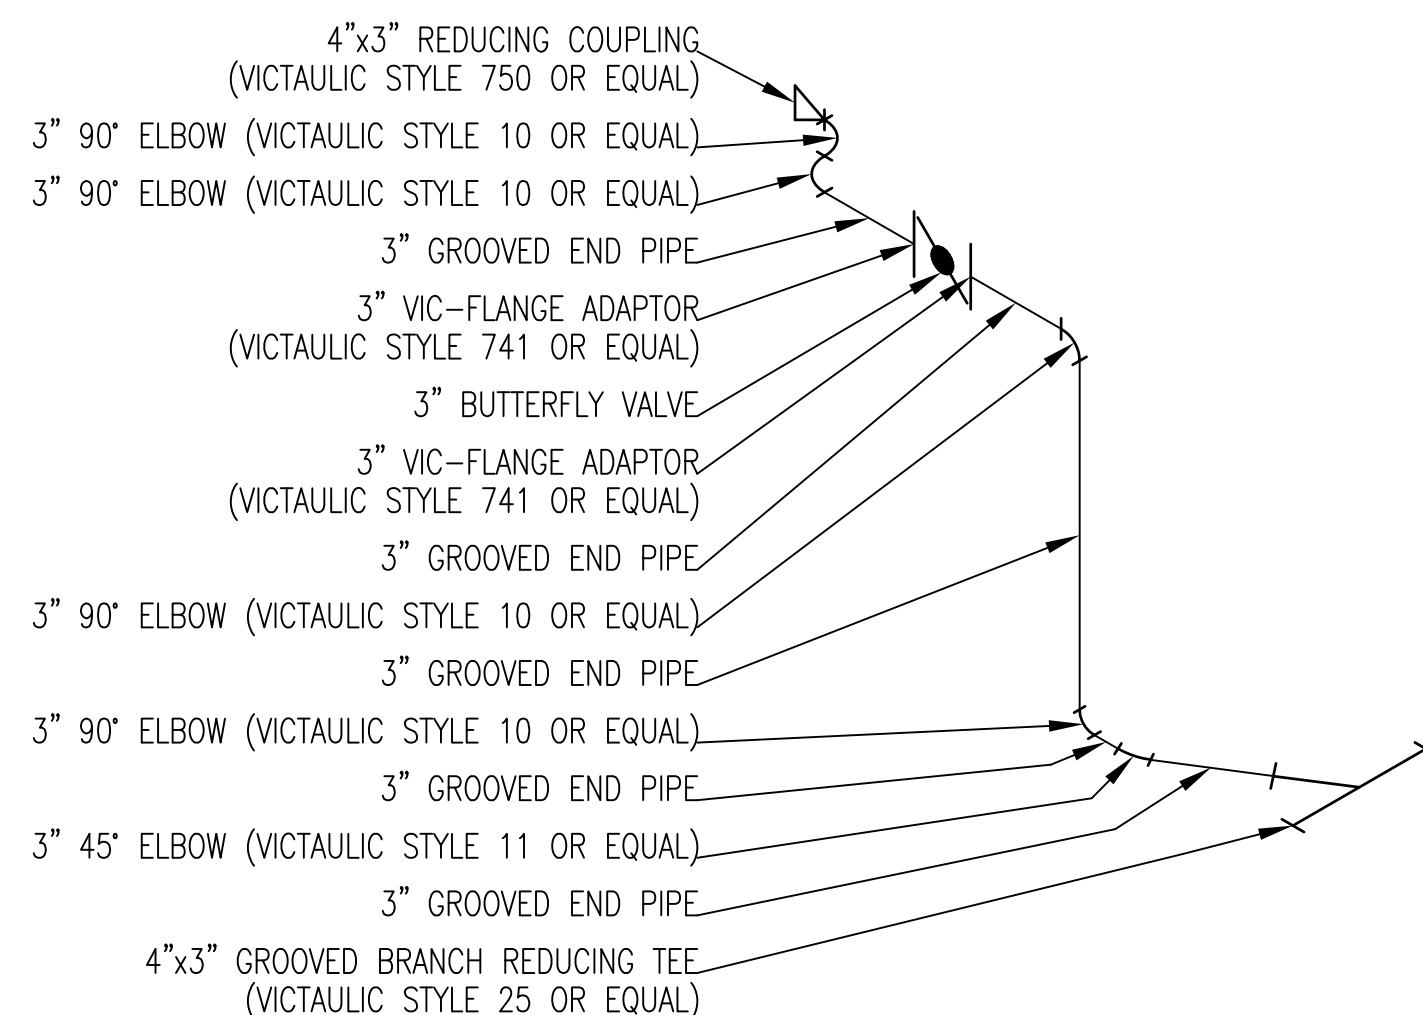 4"x3" REDUCING COUPLING
(VICTAULIC STYLE 750 OR EQUAL)
3" 90° ELBOW (VICTAULIC STYLE 10 OR EQUAL)
3" 90° ELBOW (VICTAULIC STYLE 10 OR EQUAL)
3" GROOVED END PIPE
3" VIC-FLANGE ADAPTOR
(VICTAULIC STYLE 741 OR EQUAL)
3" BUTTERFLY VALVE
3" VIC-FLANGE ADAPTOR
(VICTAULIC STYLE 741 OR EQUAL)
3" GROOVED END PIPE
3" 90° ELBOW (VICTAULIC STYLE 10 OR EQUAL)
3" GROOVED END PIPE
3" 90° ELBOW (VICTAULIC STYLE 10 OR EQUAL)
3" GROOVED END PIPE
3" 45° ELBOW (VICTAULIC STYLE 11 OR EQUAL)
3" GROOVED END PIPE
4"x3" GROOVED BRANCH REDUCING TEE
(VICTAULIC STYLE 25 OR EQUAL)